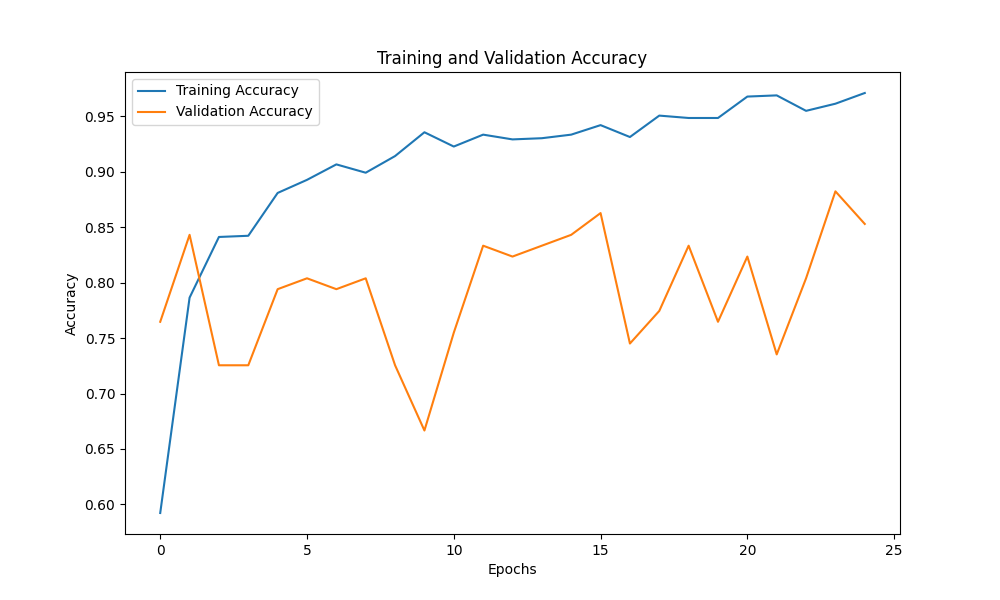 Training and Validation Accuracy
Training Accuracy
Validation Accuracy
Accuracy
0.95
0.90
0.85
0.80
0.75
0.70
0.65
0.60
0 5 10 15 20 25
Epochs